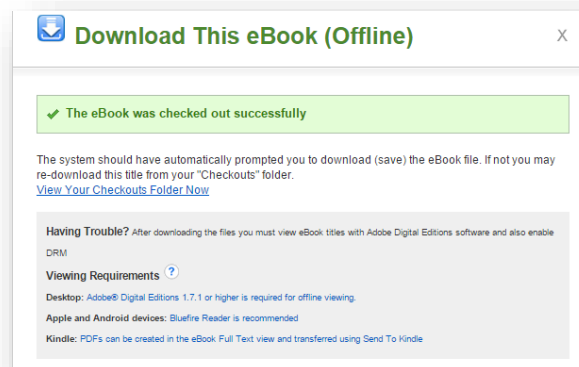 Download This eBook (Offline)
X
The eBook was checked out successfully
The system should have automatically prompted you to download (save) the eBook file. If not you may
re-download this title from your "Checkouts" folder.
View Your Checkouts Folder Now
Having Trouble? After downloading the files you must view eBook titles with Adobe Digital Editions software and also enable
DRM
Viewing Requirements ?
Desktop: Adobe® Digital Editions 1.7.1 or higher is required for offline viewing.
Apple and Android devices: Bluefire Reader is recommended
Kindle: PDFs can be created in the eBook Full Text view and transferred using Send To Kindle